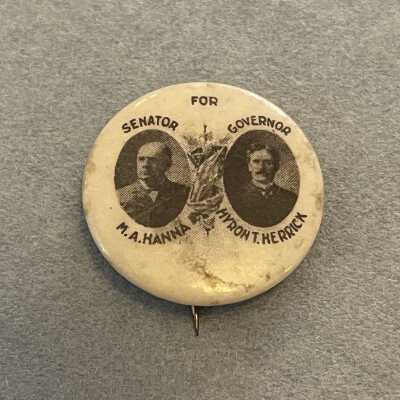 FOR
SENATOR
M.A. HANNA
GOVERNOR
MYRON T. HERRICK